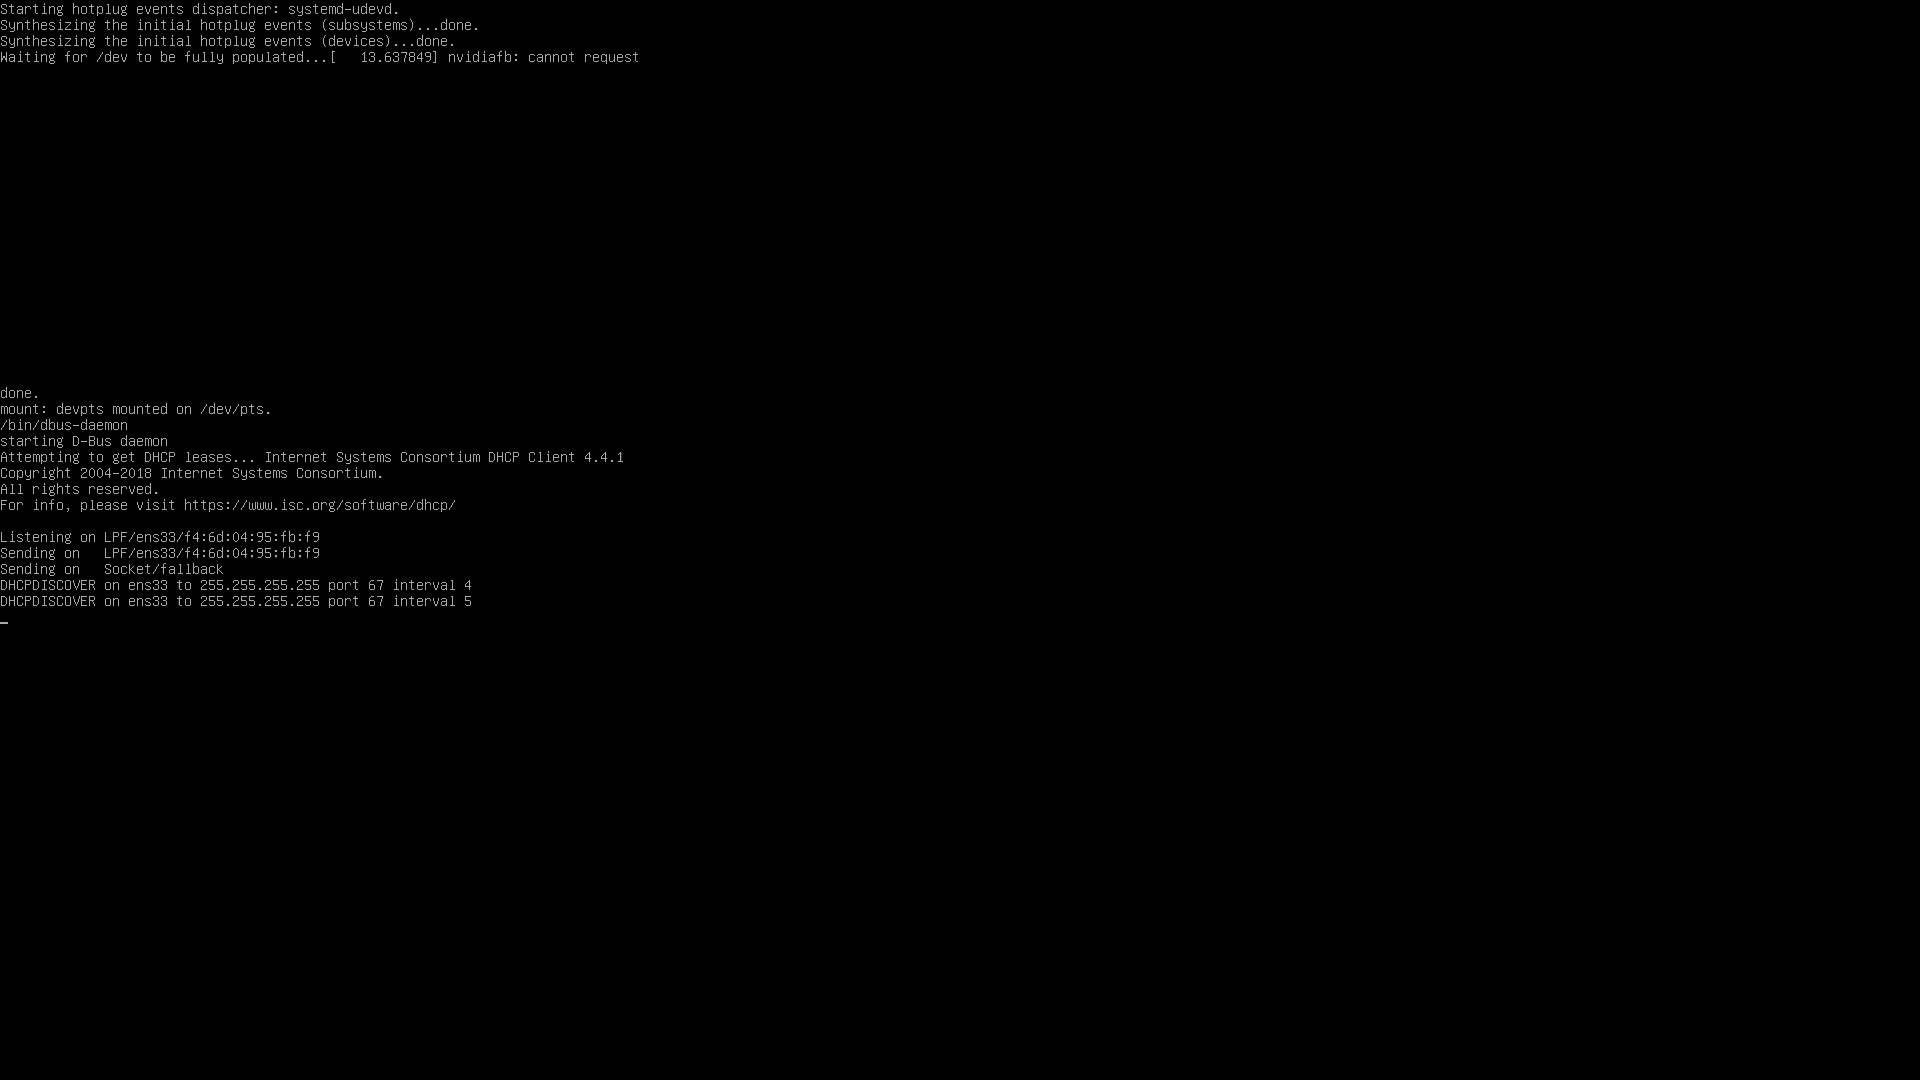 Starting hotplug events dispatcher: systemd-udevd.
Synthesizing the initial hotplug events (subsystems)...done.
Synthesizing the initial hotplug events (devices)...done.
Waiting for /dev to be fully populated...[   13.637849] nvidiafb: cannot request
done.
mount: devpts mounted on /dev/pts.
/bin/dbus-daemon
starting D-Bus daemon
Attempting to get DHCP leases... Internet Systems Consortium DHCP Client 4.4.1
Copyright 2004-2018 Internet Systems Consortium.
All rights reserved.
For info, please visit https://www.isc.org/software/dhcp/
Listening on LPF/ens33/f4:6d:04:95:fb:f9
Sending on   LPF/ens33/f4:6d:04:95:fb:f9
Sending on   Socket/fallback
DHCPDISCOVER on ens33 to 255.255.255.255 port 67 interval 4
DHCPDISCOVER on ens33 to 255.255.255.255 port 67 interval 5